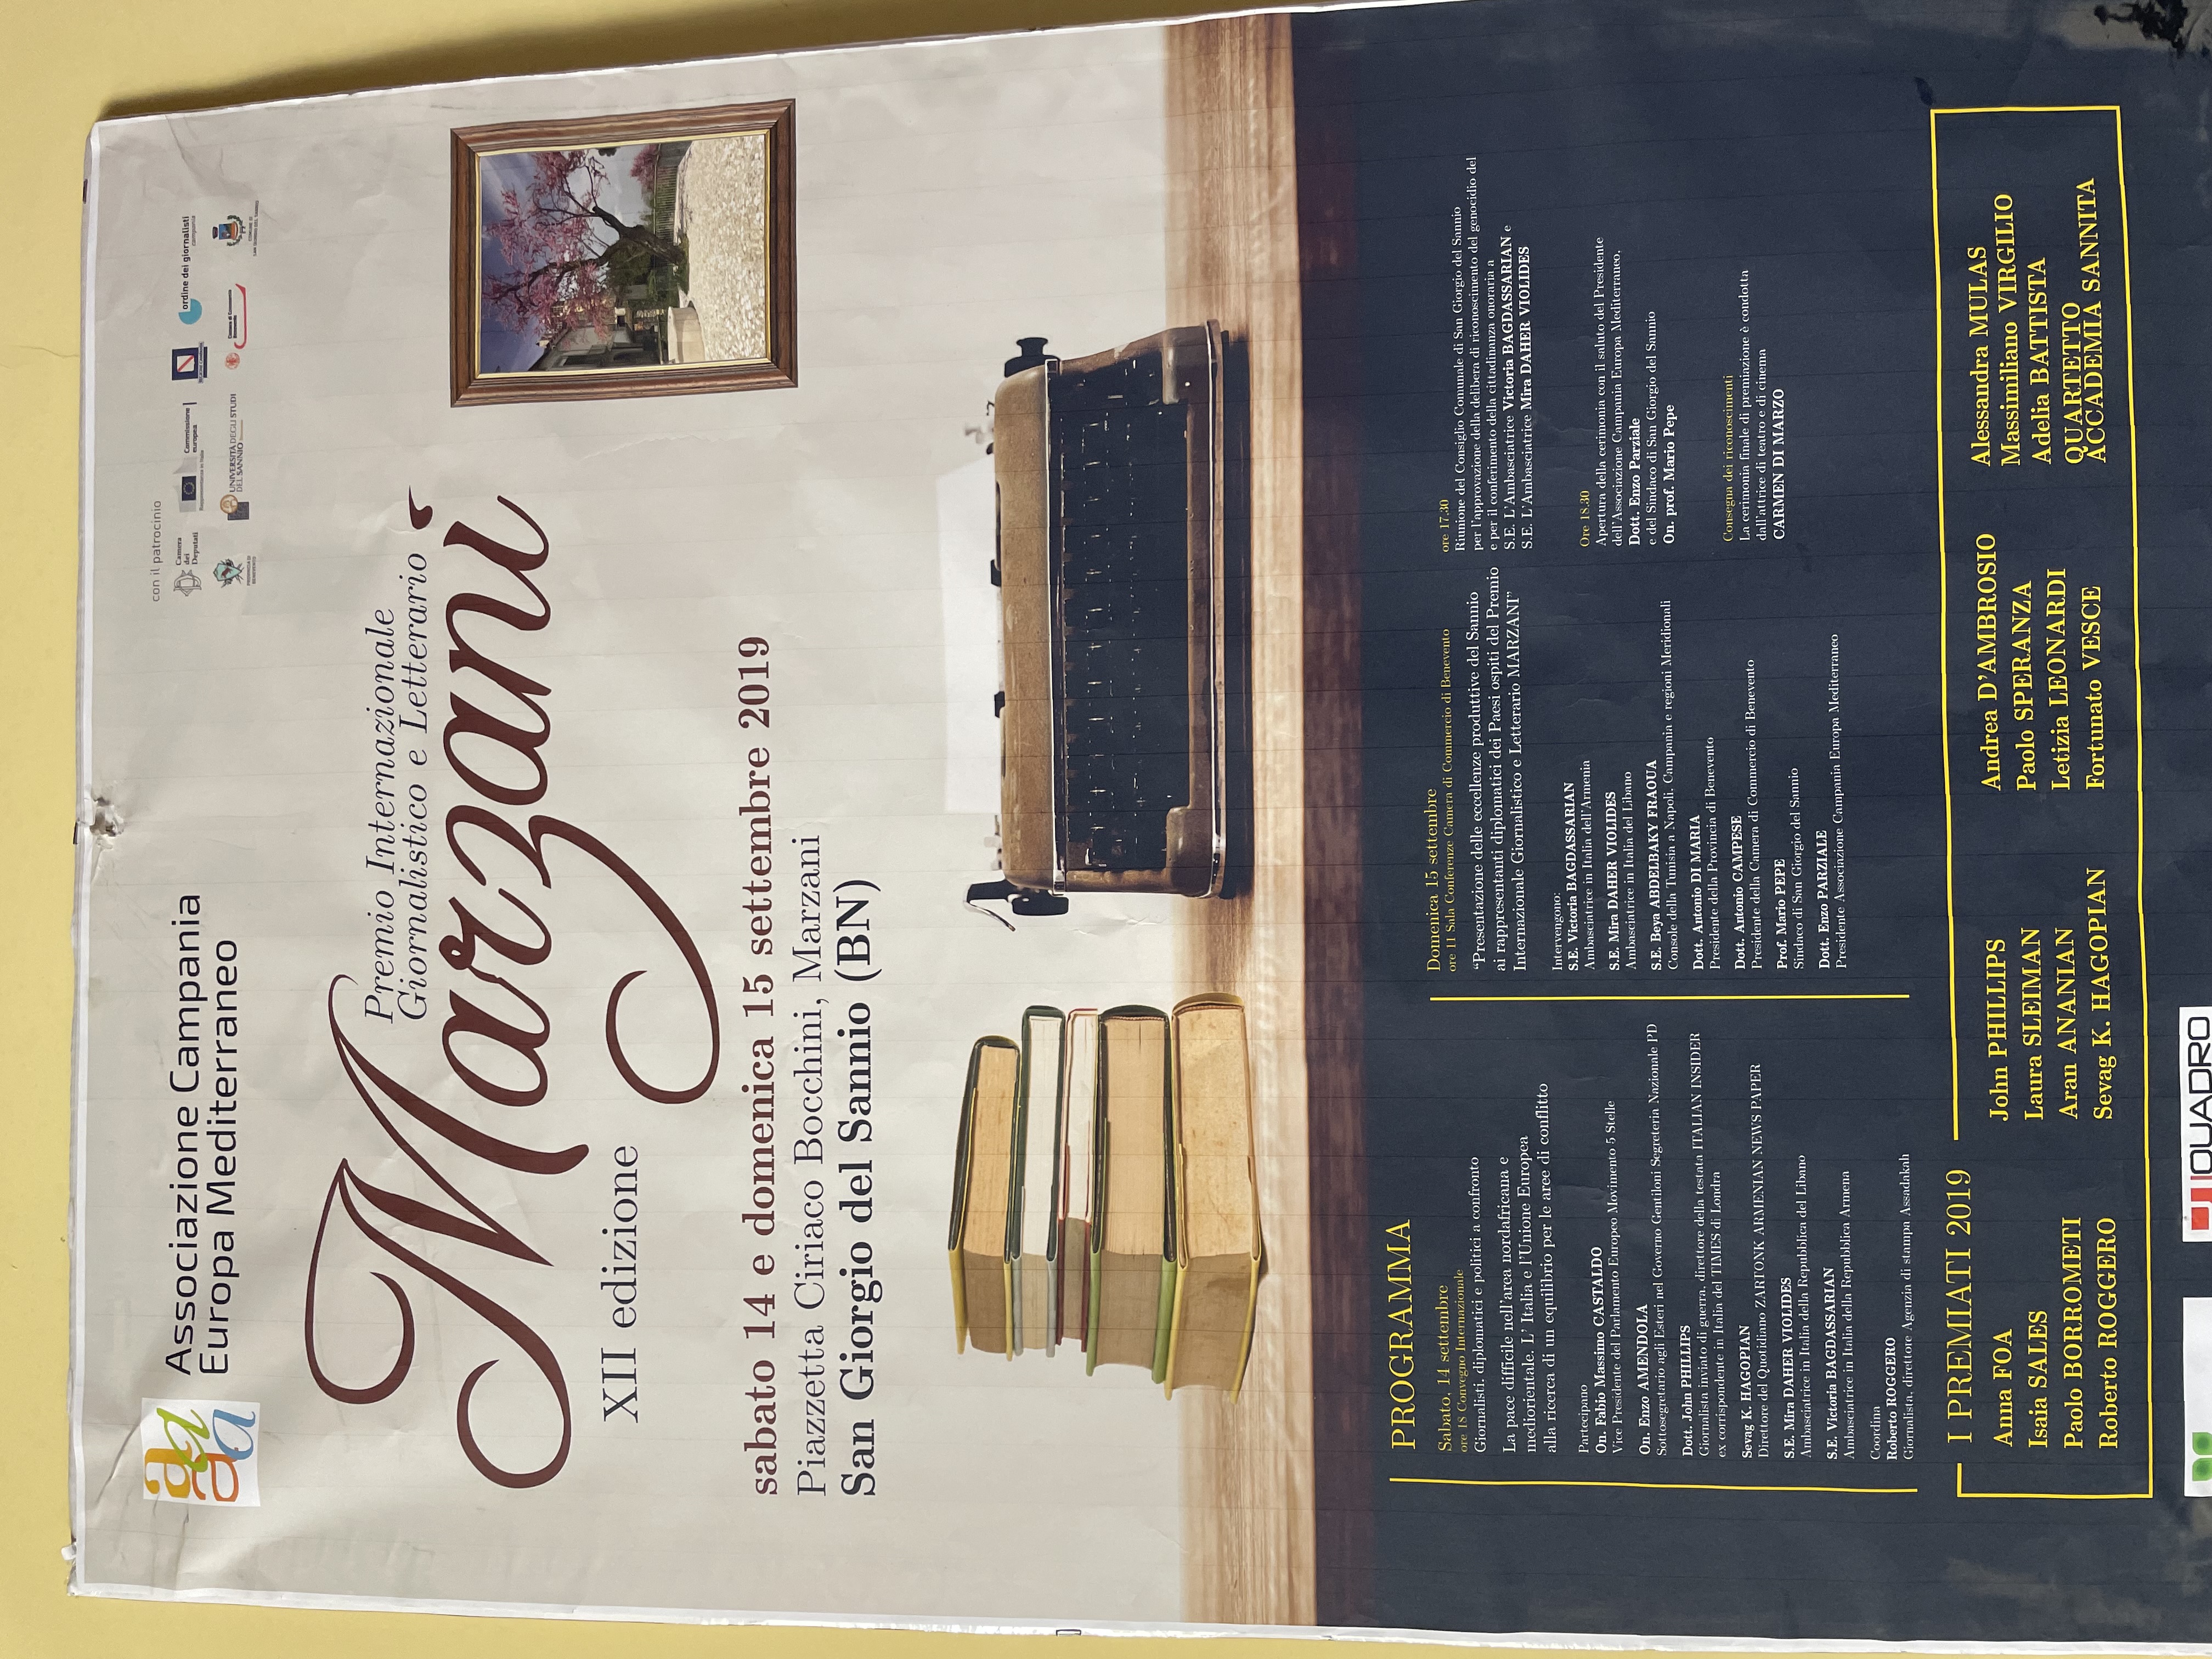 Associazione Campania
Europa Mediterraneo
con il patrocinio
Camera
dei
Deputati
Commissione
europea
ordine dei giornalisti
campania
PROVINCIA DI
BENEVENTO
UNIVERSITÀ DEGLI STUDI
DEL SANNIO
Camera di Commercio
Benevento
COMUNE DI
SAN GIORGIO DEL SANNIO
Premio Internazionale
Giornalistico e Letterario
Marzani
XII edizione
sabato 14 e domenica 15 settembre 2019
Piazzetta Ciriaco Bocchini, Marzani
San Giorgio del Sannio (BN)
PROGRAMMA
Sabato, 14 settembre
ore 18 Convegno Internazionale
Giornalisti. diplomatici e politici a confronto
La pace difficile nell'area nordafricana e
mediorientale. L' Italia e l'Unione Europea
alla ricerca di un equilibrio per le aree di conflitto
Partecipano
On. Fabio Massimo CASTALDO
Vice Presidente del Parlamento Europeo Movimento 5 Stelle
On. Enzo AMENDOLA
Sottosegretario agli Esteri nel Governo Gentiloni Segreteria Nazionale PD
Dott. John PHILLIPS
Giornalista inviato di guerra, direttore della testata ITALIAN INSIDER
ex corrispondente in Italia del TIMES di Londra
Sevag K. HAGOPIAN
Direttore del Quotidiano ZARTONK ARMENIAN NEWS PAPER
S.E. Mira DAHER VIOLIDES
Ambasciatrice in Italia della Repubblica del Libano
S.E. Victoria BAGDASSARIAN
Ambasciatrice in Italia della Repubblica Armena
Coordina
Roberto ROGGERO
Giornalista, direttore Agenzia di stampa Assadakah
Domenica 15 settembre
ore 11 Sala Conferenze Camera di Commercio di Benevento
“Presentazione delle eccellenze produttive del Sannio
ai rappresentanti diplomatici dei Paesi ospiti del Premio
Internazionale Giornalistico e Letterario MARZANI”
Intervengono:
S.E. Victoria BAGDASSARIAN
Ambasciatrice in Italia dell'Armenia
S.E. Mira DAHER VIOLIDES
Ambasciatrice in Italia del Libano
S.E. Beya ABDELBAKY FRAOUA
Console della Tunisia a Napoli, Campania e regioni Meridionali
Dott. Antonio DI MARIA
Presidente della Provincia di Benevento
Dott. Antonio CAMPESE
Presidente della Camera di Commercio di Benevento
Prof. Mario PEPE
Sindaco di San Giorgio del Sannio
Dott. Enzo PARZIALE
Presidente Associazione Campania Europa Mediterraneo
ore 17,30
Riunione del Consiglio Comunale di San Giorgio del Sannio
per l'approvazione della delibera di riconoscimento del genocidio del
e per il conferimento della cittadinanza onoraria a
S.E. L'Ambasciatrice Victoria BAGDASSARIAN e
S.E. L'Ambasciatrice Mira DAHER VIOLIDES
Ore 18.30
Apertura della cerimonia con il saluto del Presidente
dell'Associazione Campania Europa Mediterraneo,
Dott. Enzo Parziale
e del Sindaco di San Giorgio del Sannio
On. prof. Mario Pepe
Consegna dei riconoscimenti
La cerimonia finale di premiazione è condotta
dall'attrice di teatro e di cinema
CARMEN DI MARZO
I PREMIATI 2019
Anna FOA
Isaia SALES
Paolo BORROMETI
Roberto ROGGERO
John PHILLIPS
Laura SLEIMAN
Aran ANANIAN
Sevag K. HAGOPIAN
Andrea D'AMBROSIO
Paolo SPERANZA
Letizia LEONARDI
Fortunato VESCE
Alessandra MULAS
Massimiliano VIRGILIO
Adelia BATTISTA
QUARTETTO
ACCADEMIA SANNITA
QUADRO